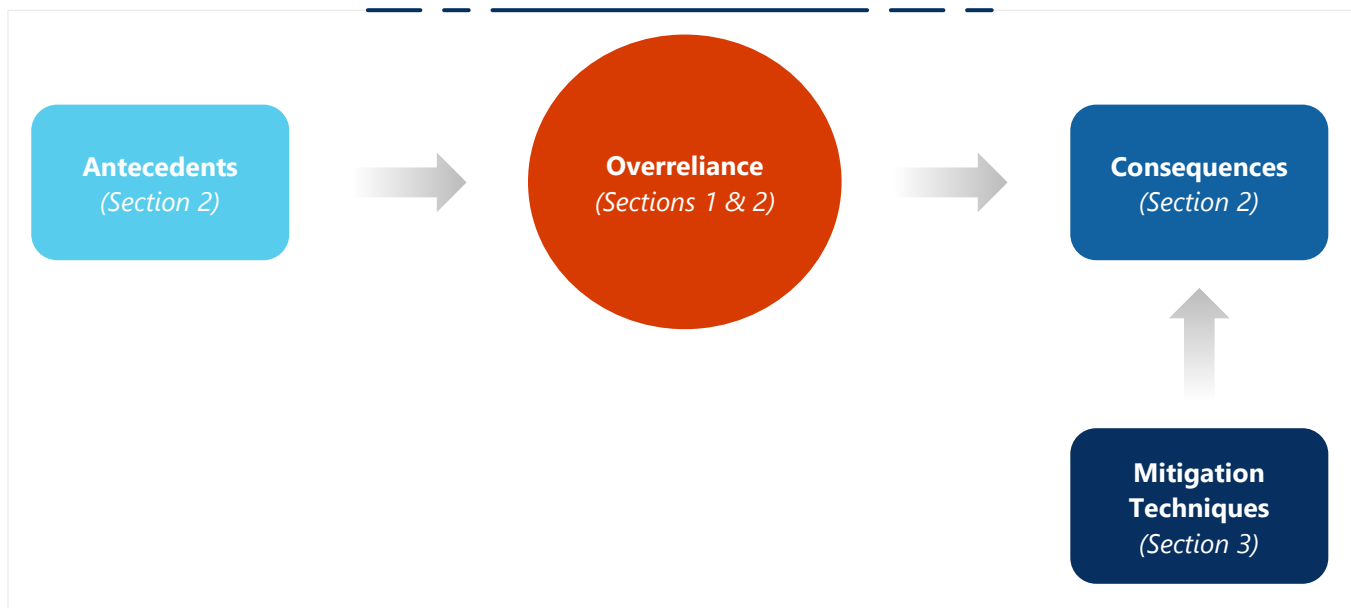 Antecedents
(Section 2)
Overreliance
(Sections 1 & 2)
Consequences
(Section 2)
Mitigation
Techniques
(Section 3)